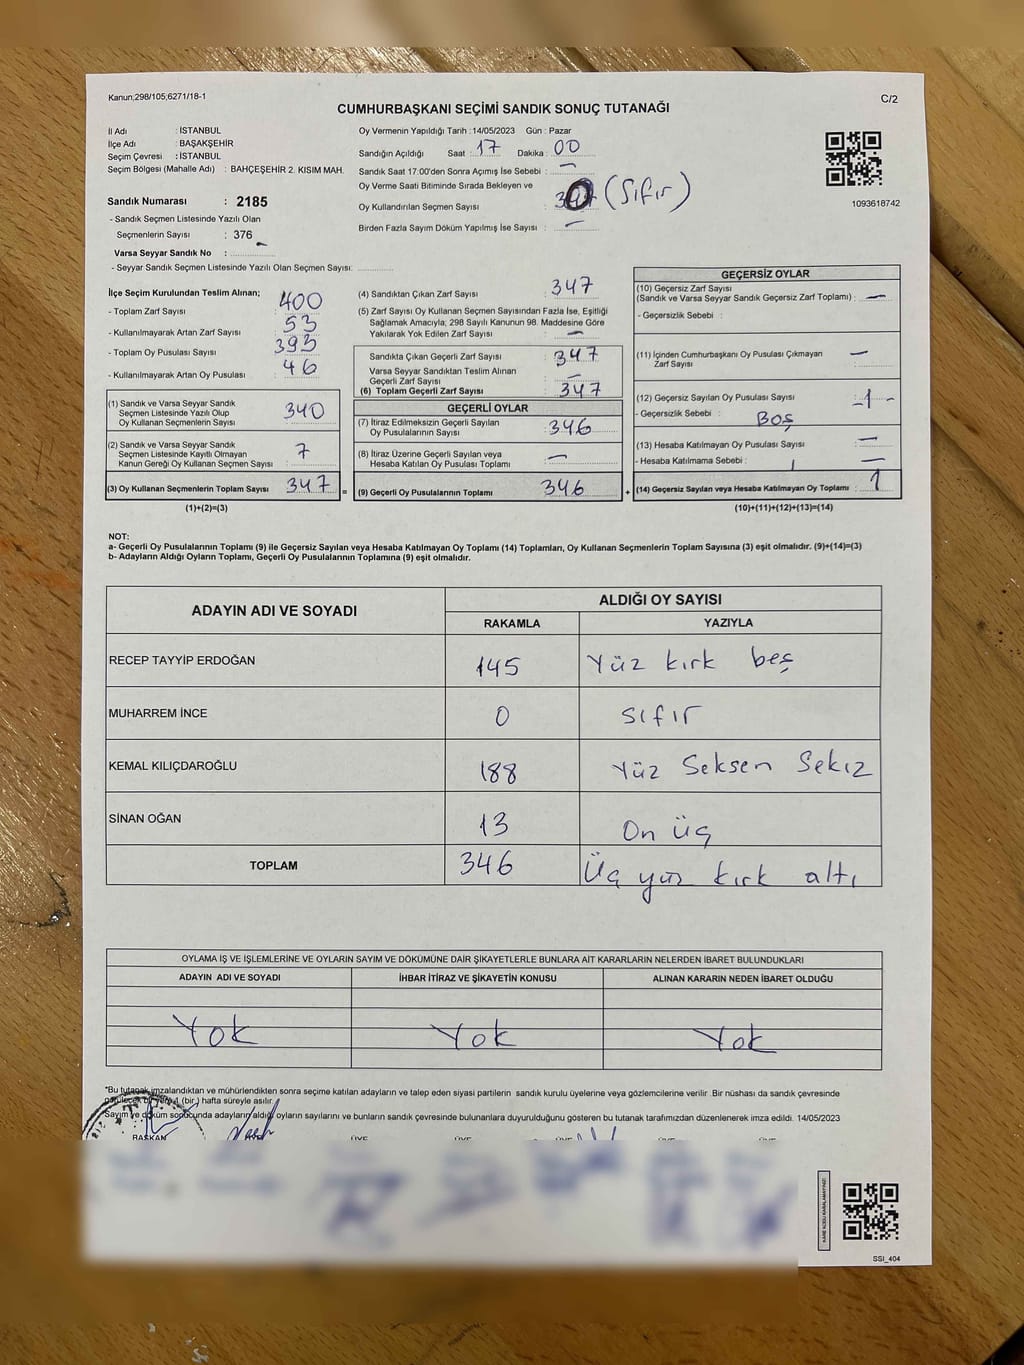 Kanun:298/105;6271/18-1
CUMHURBAŞKANI SEÇİMİ SANDIK SONUÇ TUTANAĞI
C/2
İl Adı : İSTANBUL
İlçe Adı : BAŞAKŞEHİR
Seçim Çevresi : İSTANBUL
Seçim Bölgesi (Mahalle Adı) : BAHÇEŞEHİR 2. KISIM MAH.
Sandık Numarası : 2185
- Sandık Seçmen Listesinde Yazılı Olan
Seçmenlerin Sayısı : 376
Varsa Seyyar Sandık No : -
- Seyyar Sandık Seçmen Listesinde Yazılı Olan Seçmen Sayısı:
Oy Vermenin Yapıldığı Tarih :14/05/2023 Gün : Pazar
Sandığın Açıldığı Saat : 17 Dakika : 00
Sandık Saat 17:00'den Sonra Açımış İse Sebebi : -
Oy Verme Saati Bitiminde Sırada Bekleyen ve
Oy Kullandırılan Seçmen Sayısı : 0 (Sıfır)
Birden Fazla Sayım Döküm Yapılmış İse Sayısı : -
1093618742
İlçe Seçim Kurulundan Teslim Alınan;
- Toplam Zarf Sayısı : 400
- Kullanılmayarak Artan Zarf Sayısı : 53
- Toplam Oy Pusulası Sayısı : 393
- Kullanılmayarak Artan Oy Pusulası : 46
(1) Sandık ve Varsa Seyyar Sandık
Seçmen Listesinde Yazılı Olup
Oy Kullanan Seçmenlerin Sayısı : 340
(2) Sandık ve Varsa Seyyar Sandık
Seçmen Listesinde Kayıtlı Olmayan
Kanun Gereği Oy Kullanan Seçmen Sayısı : 7
(3) Oy Kullanan Seçmenlerin Toplam Sayısı : 347
(1)+(2)=(3)
(4) Sandıktan Çıkan Zarf Sayısı : 347
(5) Zarf Sayısı Oy Kullanan Seçmen Sayısından Fazla İse, Eşitliği
Sağlamak Amacıyla; 298 Sayılı Kanunun 98. Maddesine Göre
Yakılarak Yok Edilen Zarf Sayısı : -
Sandıkta Çıkan Geçerli Zarf Sayısı : 347
Varsa Seyyar Sandıktan Teslim Alınan
Geçerli Zarf Sayısı : -
(6) Toplam Geçerli Zarf Sayısı : 347
GEÇERLİ OYLAR
(7) İtiraz Edilmeksizin Geçerli Sayılan
Oy Pusulalarının Sayısı : 346
(8) İtiraz Üzerine Geçerli Sayılan veya
Hesaba Katılan Oy Pusulası Toplamı : -
= (9) Geçerli Oy Pusulalarının Toplamı : 346
GEÇERSİZ OYLAR
(10) Geçersiz Zarf Sayısı
(Sandık ve Varsa Seyyar Sandık Geçersiz Zarf Toplamı) : -
- Geçersizlik Sebebi :
(11) İçinden Cumhurbaşkanı Oy Pusulası Çıkmayan
Zarf Sayısı : -
(12) Geçersiz Sayılan Oy Pusulası Sayısı : -1-
- Geçersizlik Sebebi : BOŞ
(13) Hesaba Katılmayan Oy Pusulası Sayısı : -
- Hesaba Katılmama Sebebi : -
+ (14) Geçersiz Sayılan veya Hesaba Katılmayan Oy Toplamı : 1
(10)+(11)+(12)+(13)=(14)
NOT:
a- Geçerli Oy Pusulalarının Toplamı (9) ile Geçersiz Sayılan veya Hesaba Katılmayan Oy Toplamı (14) Toplamları, Oy Kullanan Seçmenlerin Toplam Sayısına (3) eşit olmalıdır. (9)+(14)=(3)
b- Adayların Aldığı Oyların Toplamı, Geçerli Oy Pusulalarının Toplamına (9) eşit olmalıdır.
ADAYIN ADI VE SOYADI
ALDIĞI OY SAYISI
RAKAMLA YAZIYLA
RECEP TAYYİP ERDOĞAN 145 Yüz kırk beş
MUHARREM İNCE 0 sıfır
KEMAL KILIÇDAROĞLU 188 Yüz Seksen Sekiz
SİNAN OĞAN 13 On üç
TOPLAM 346 Üç yüz kırk altı
OYLAMA İŞ VE İŞLEMLERİNE VE OYLARIN SAYIM VE DÖKÜMÜNE DAİR ŞİKAYETLERLE BUNLARA AİT KARARLARIN NELERDEN İBARET BULUNDUKLARI
ADAYIN ADI VE SOYADI İHBAR İTİRAZ VE ŞİKAYETİN KONUSU ALINAN KARARIN NEDEN İBARET OLDUĞU
Yok Yok Yok
*Bu tutanak imzalandıktan ve mühürlendikten sonra seçime katılan adayların ve talep eden siyasi partilerin sandık kurulu üyelerine veya gözlemcilerine verilir. Bir nüshası da sandık çevresinde
görülecek bir yere 1 (bir) hafta süreyle asılır.
Sayım ve döküm sonucunda adayların aldığı oyların sayılarını ve bunların sandık çevresinde bulunanlara duyurulduğunu gösteren bu tutanak tarafımızdan düzenlenerek imza edildi. 14/05/2023
BAŞKAN ÜYE ÜYE ÜYE ÜYE ÜYE
SSI_404